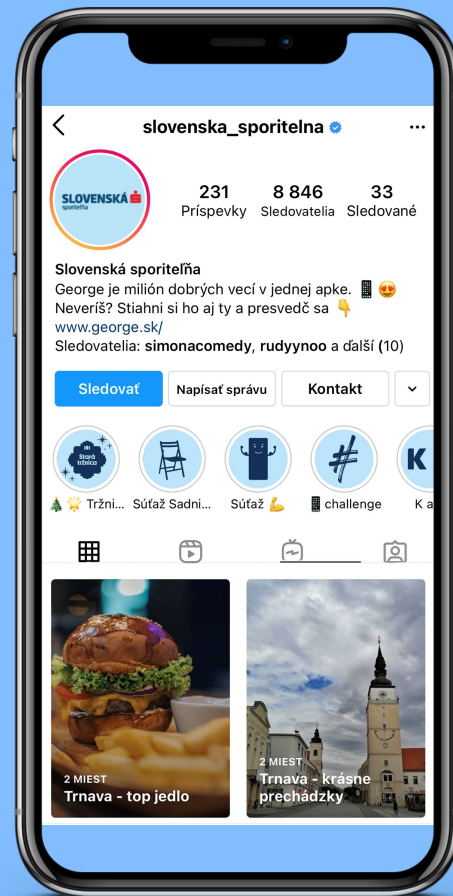 slovenska_sporitelna
SLOVENSKÁ
sporiteľňa
231 8 846 33
Príspevky Sledovatelia Sledované
Slovenská sporiteľňa
George je milión dobrých vecí v jednej apke. 📱 😍
Neveríš? Stiahni si ho aj ty a presvedč sa 👇
www.george.sk/
Sledovatelia: simonacomedy, rudyynoo a ďalší (10)
Sledovať Napísať správu Kontakt
Stará
tržnica
#
K
🎄 🌟 Tržni... Súťaž Sadni... Súťaž 💪 📱 challenge K a
2 MIEST
Trnava - top jedlo
2 MIEST
Trnava - krásne
prechádzky